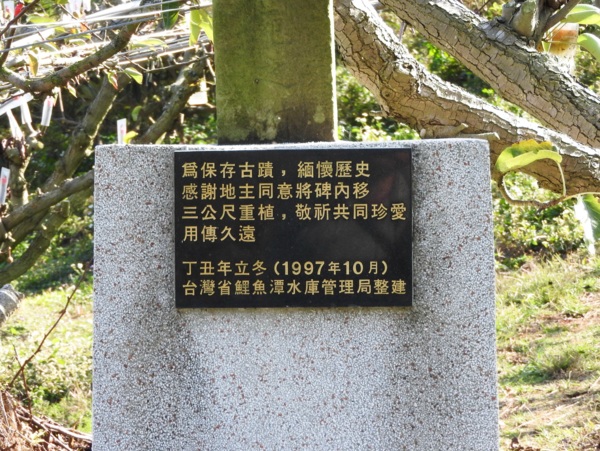 為保存古蹟，緬懷歷史
感謝地主同意將碑內移
三公尺重植，敬祈共同珍愛
用傳久遠
丁丑年立冬(1997年10月)
台灣省鯉魚潭水庫管理局整建